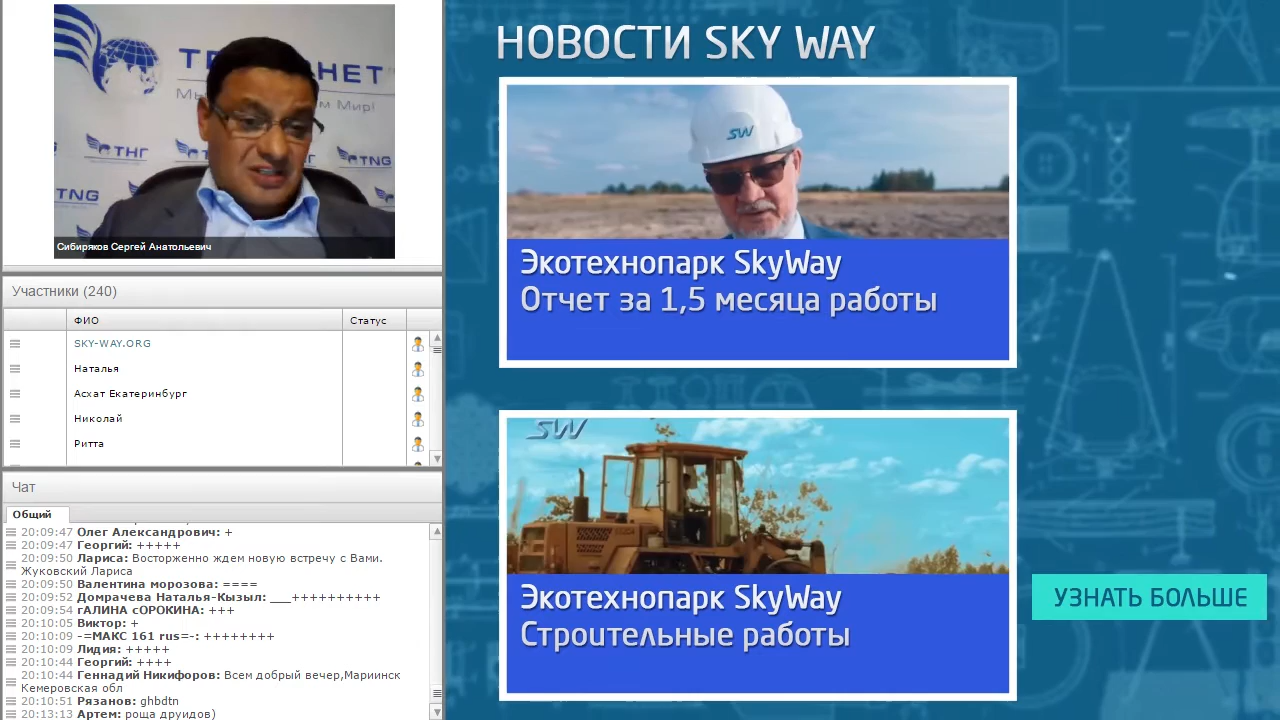 ТНГ
TNG
TNG
Сибиряков Сергей Анатольевич
Участники (240)
ФИО
Статус
SKY-WAY.ORG
Наталья
Асхат Екатеринбург
Николай
Ритта
Чат
Общий
20:09:47 Олег Александрович: +
20:09:47 Георгий: +++++
20:09:50 Лариса: Восторженно ждем новую встречу с Вами.
Жуковский Лариса
20:09:50 Валентина морозова: ====
20:09:52 Домрачева Наталья-Кызыл: ___++++++++++
20:09:54 гАЛИНА сОРОКИНА: +++
20:10:05 Виктор: +
20:10:09 -=МАКС 161 rus=-: ++++++++
20:10:09 Лидия: +++++
20:10:44 Георгий: ++++
20:10:44 Геннадий Никифоров: Всем добрый вечер,Мариинск
Кемеровская обл
20:10:51 Рязанов: ghbdtn
20:13:13 Артем: роща друидов)
НОВОСТИ SKY WAY
SW
Экотехнопарк SkyWay
Отчет за 1,5 месяца работы
SW
Экотехнопарк SkyWay
Строительные работы
УЗНАТЬ БОЛЬШЕ